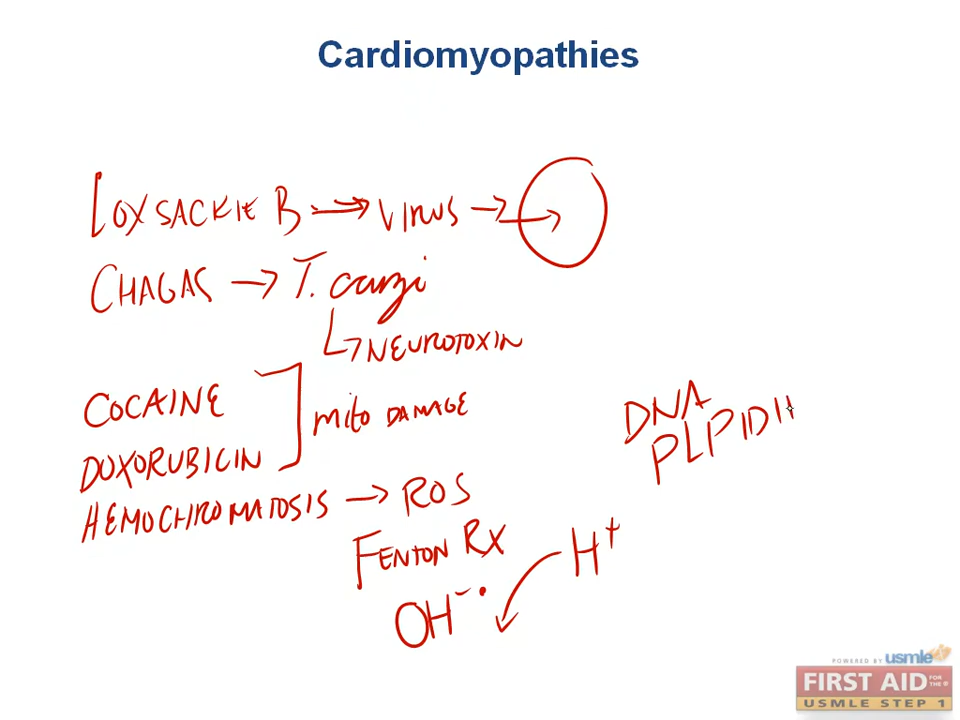 Cardiomyopathies
COXSACKIE B → VIRUS →
CHAGAS → T. cruzi
NEUROTOXIN
COCAINE
mito DAMAGE
DOXORUBICIN
HEMOCHROMATOSIS → ROS
FENTON RX
OH⁻•
H⁺
DNA
POWERED BY usmle
FIRST AID FOR THE®
USMLE STEP 1